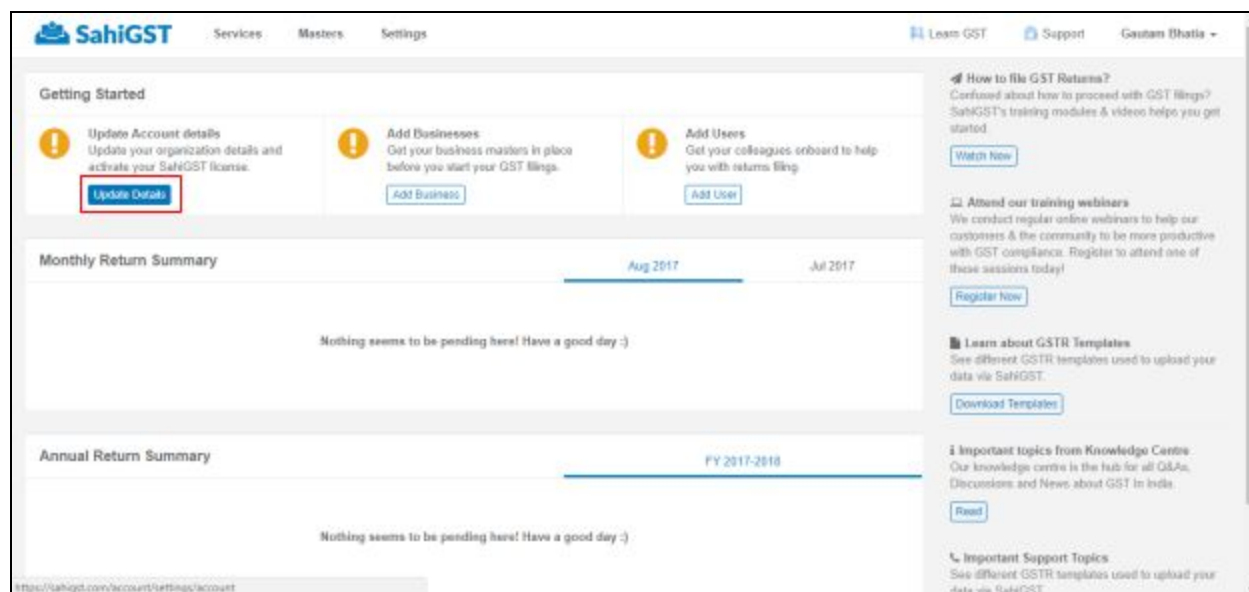 SahiGST
Services
Masters
Settings
Learn GST
Support
Gautam Bhatia
Getting Started
Update Account details
Update your organization details and
activate your SahiGST license.
Update Details
Add Businesses
Get your business masters in place
before you start your GST filings.
Add Business
Add Users
Get your colleagues onboard to help
you with returns filing.
Add User
Monthly Return Summary
Aug 2017
Jul 2017
Nothing seems to be pending here! Have a good day :)
Annual Return Summary
FY 2017-2018
Nothing seems to be pending here! Have a good day :)
How to file GST Returns?
Confused about how to proceed with GST filings?
SahiGST's training modules & videos helps you get
started.
Watch Now
Attend our training webinars
We conduct regular online webinars to help our
customers & the community to be more productive
with GST compliance. Register to attend one of
these sessions today!
Register Now
Learn about GSTR Templates
See different GSTR templates used to upload your
data via SahiGST.
Download Templates
Important topics from Knowledge Centre
Our knowledge centre is the hub for all Q&As,
Discussions and News about GST in India.
Read
Important Support Topics
See different GSTR templates used to upload your
data via SahiGST.
https://sahigst.com/account/settings/account